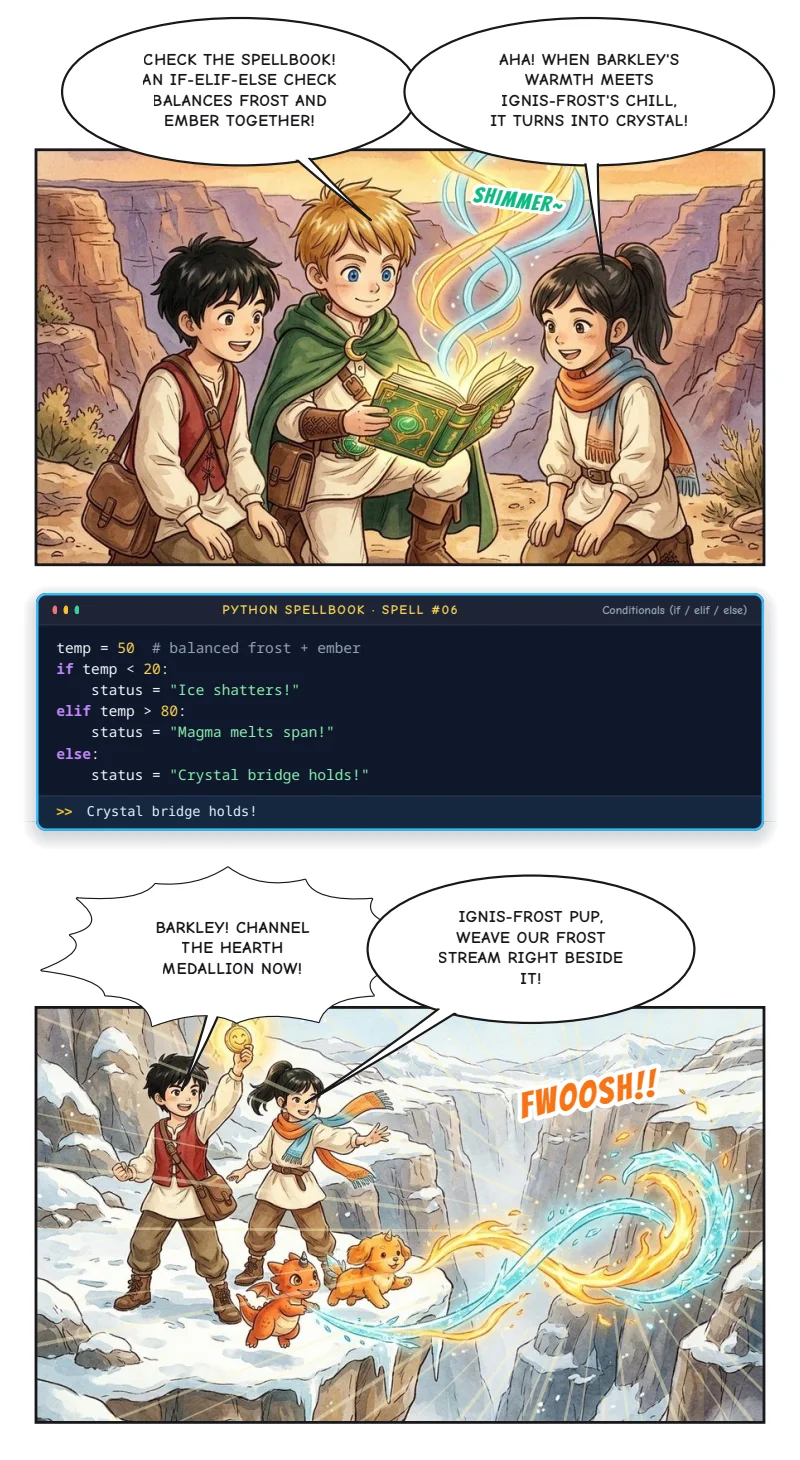 CHECK THE SPELLBOOK!
AN IF-ELIF-ELSE CHECK
BALANCES FROST AND
EMBER TOGETHER!
AHA! WHEN BARKLEY'S
WARMTH MEETS
IGNIS-FROST'S CHILL,
IT TURNS INTO CRYSTAL!
SHIMMER~
PYTHON SPELLBOOK · SPELL #06
Conditionals (if / elif / else)
temp = 50  # balanced frost + ember
if temp < 20:
    status = "Ice shatters!"
elif temp > 80:
    status = "Magma melts span!"
else:
    status = "Crystal bridge holds!"
>> Crystal bridge holds!
BARKLEY! CHANNEL
THE HEARTH
MEDALLION NOW!
IGNIS-FROST PUP,
WEAVE OUR FROST
STREAM RIGHT BESIDE
IT!
FWOOSH!!